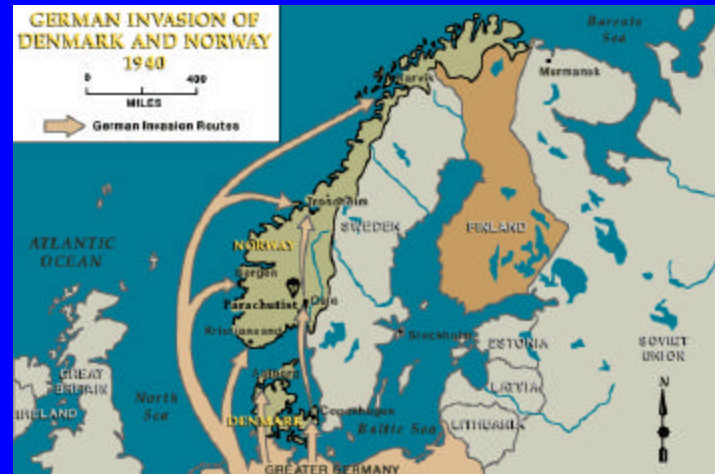 GERMAN INVASION OF
DENMARK AND NORWAY
1940
0 400
MILES
German Invasion Routes
Barents
Sea
Narvik
Murmansk
Trondheim
SWEDEN
FINLAND
ATLANTIC
OCEAN
NORWAY
Bergen
Parachutist
Oslo
Kristiansand
Stockholm
ESTONIA
SOVIET
UNION
GREAT
BRITAIN
North
Sea
Aalborg
LATVIA
N
IRELAND
DENMARK
Copenhagen
Baltic Sea
LITHUANIA
GREATER GERMANY